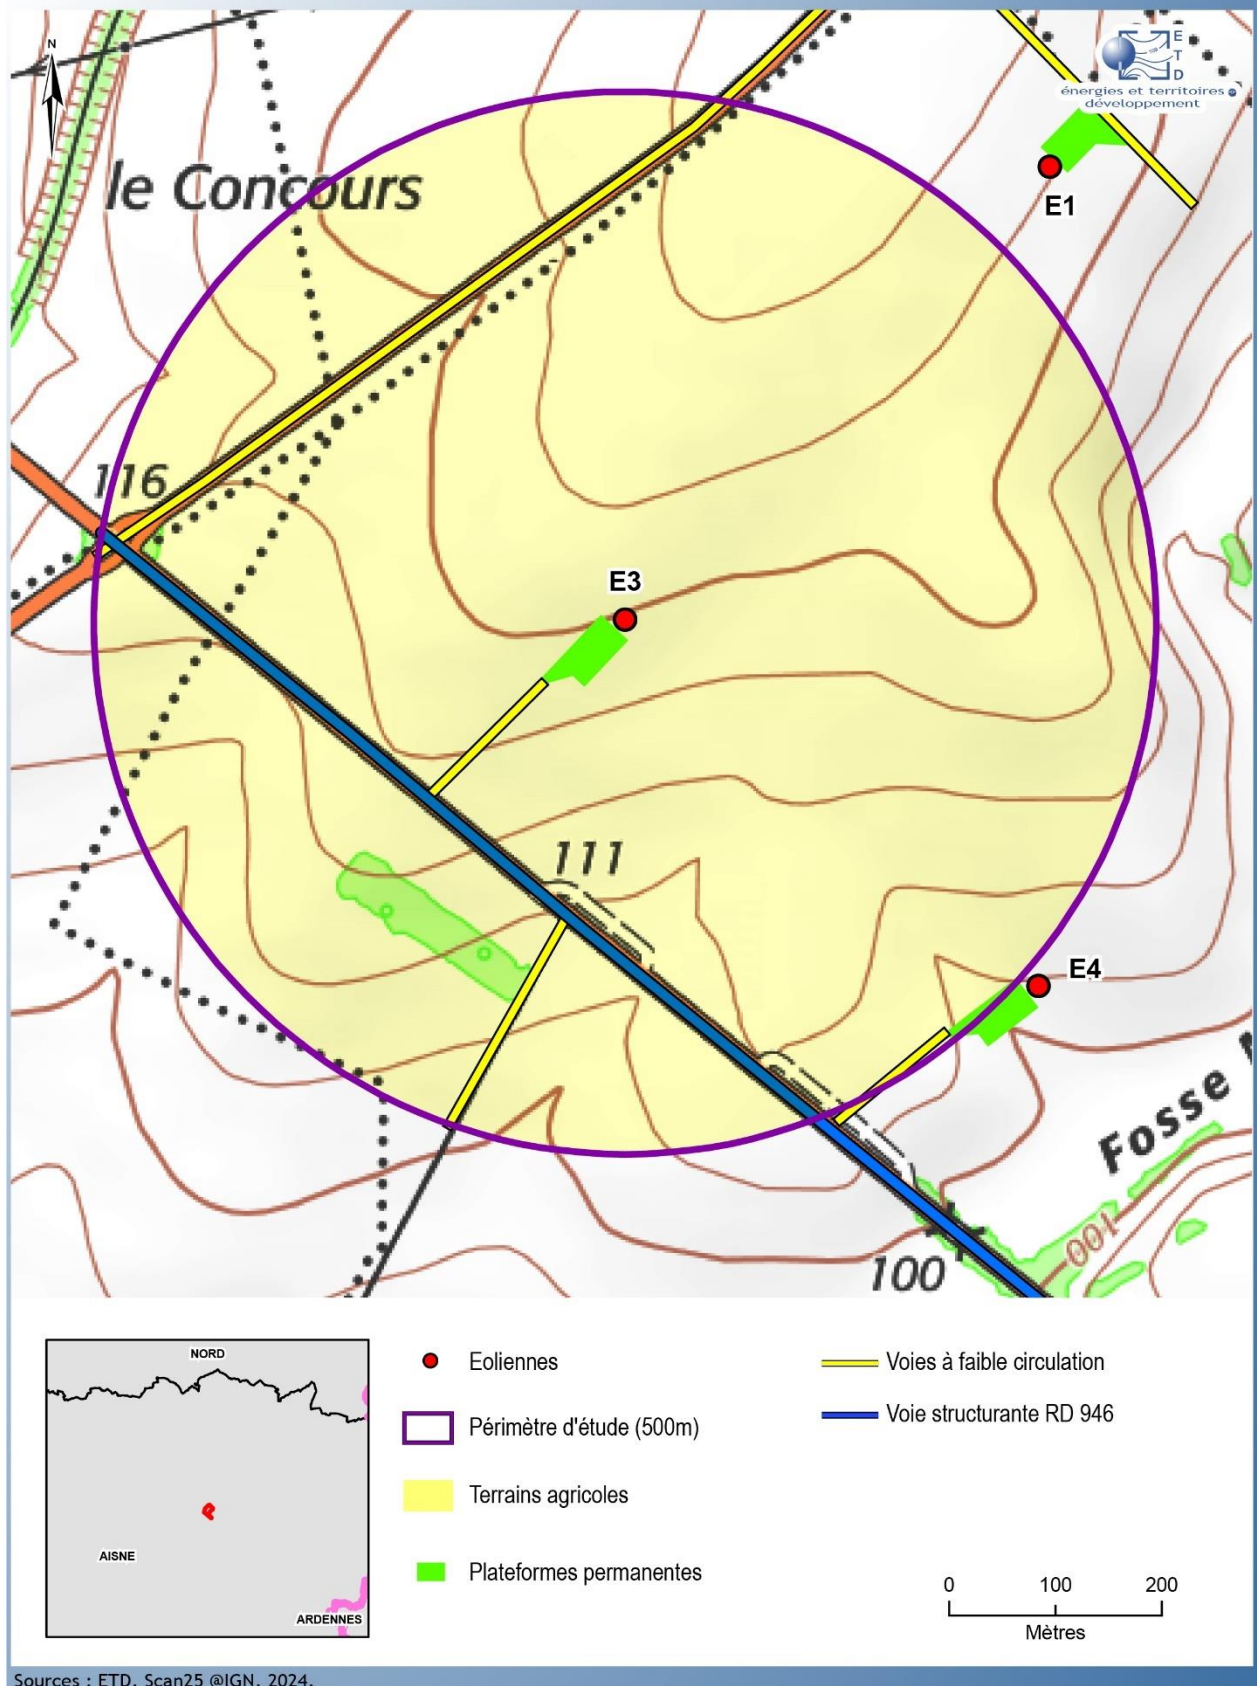 N
E
T
D
énergies et territoires
développement
le Concours
E1
116
E3
111
E4
Fosse
100
100
NORD
AISNE
ARDENNES
Eoliennes
Périmètre d'étude (500m)
Terrains agricoles
Plateformes permanentes
Voies à faible circulation
Voie structurante RD 946
0 100 200
Mètres
Sources : ETD, Scan25 @IGN, 2024.